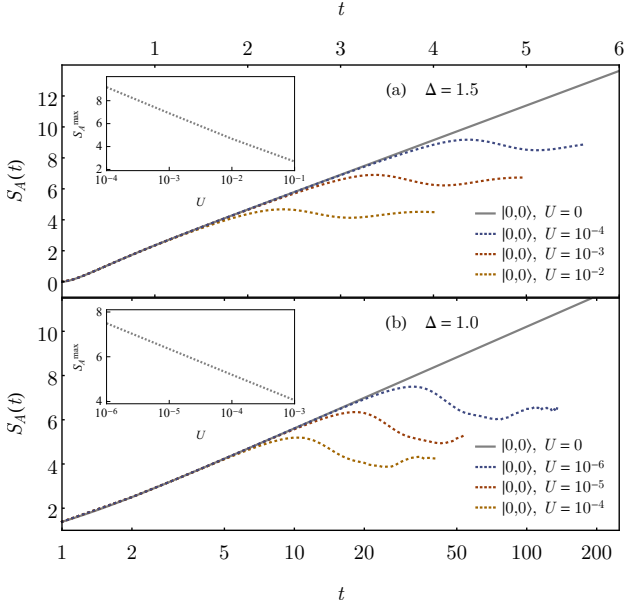 t
1 2 3 4 5 6
(a) Δ = 1.5
S_A(t)
12
10
8
6
4
2
0
S_A^max
8
6
4
2
10⁻⁴ 10⁻³ 10⁻² 10⁻¹
U
|0,0⟩, U = 0
|0,0⟩, U = 10⁻⁴
|0,0⟩, U = 10⁻³
|0,0⟩, U = 10⁻²
(b) Δ = 1.0
S_A(t)
10
8
6
4
2
S_A^max
8
6
4
10⁻⁶ 10⁻⁵ 10⁻⁴ 10⁻³
U
|0,0⟩, U = 0
|0,0⟩, U = 10⁻⁶
|0,0⟩, U = 10⁻⁵
|0,0⟩, U = 10⁻⁴
1 2 5 10 20 50 100 200
t